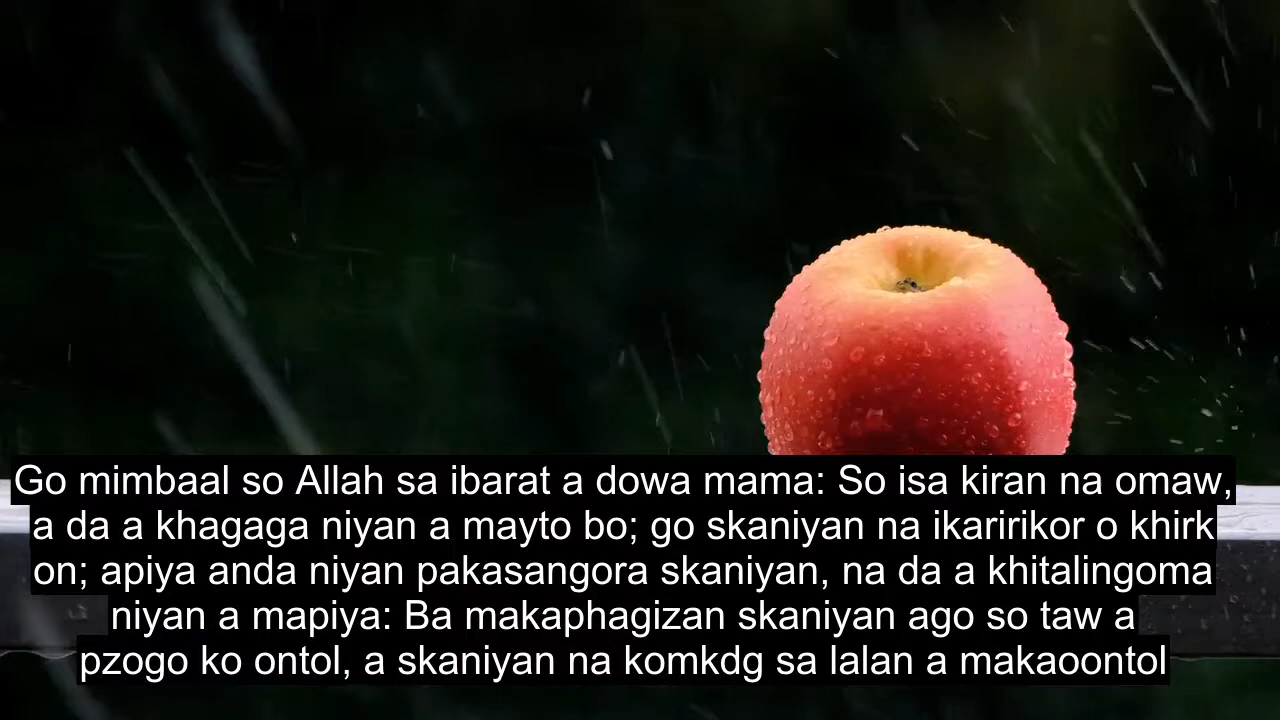 Go mimbaal so Allah sa ibarat a dowa mama: So isa kiran na omaw,
a da a khagaga niyan a mayto bo; go skaniyan na ikaririkor o khirk
on; apiya anda niyan pakasangora skaniyan, na da a khitalingoma
niyan a mapiya: Ba makaphagizan skaniyan ago so taw a
pzogo ko ontol, a skaniyan na komkdg sa lalan a makaoontol